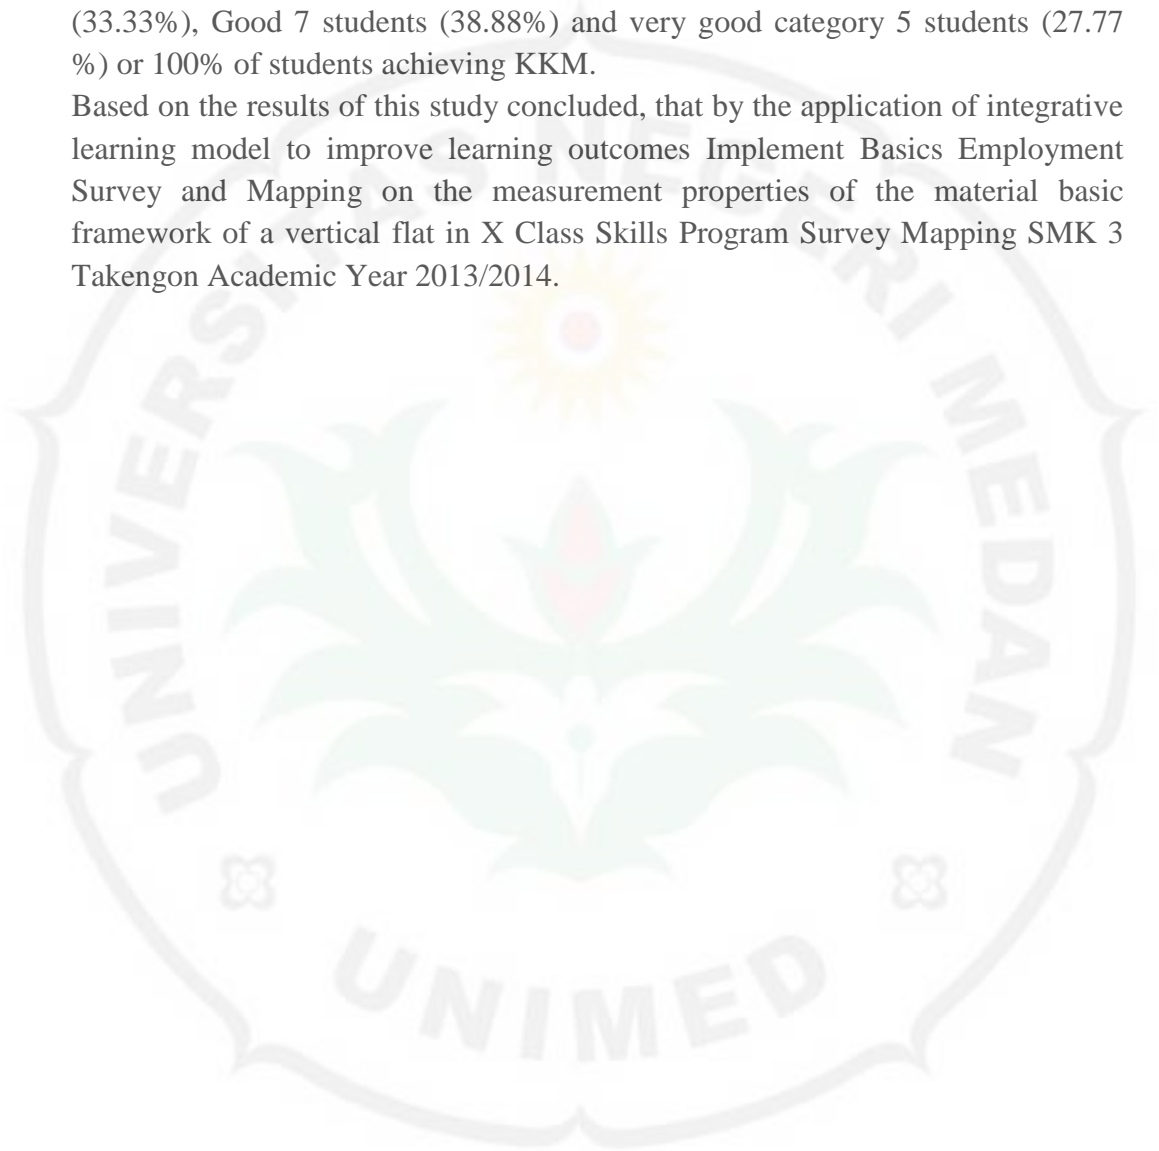 (33.33%), Good 7 students (38.88%) and very good category 5 students (27.77
%) or 100% of students achieving KKM.
Based on the results of this study concluded, that by the application of integrative
learning model to improve learning outcomes Implement Basics Employment
Survey and Mapping on the measurement properties of the material basic
framework of a vertical flat in X Class Skills Program Survey Mapping SMK 3
Takengon Academic Year 2013/2014.
UNIVERSITAS NEGERI MEDAN
UNIMED